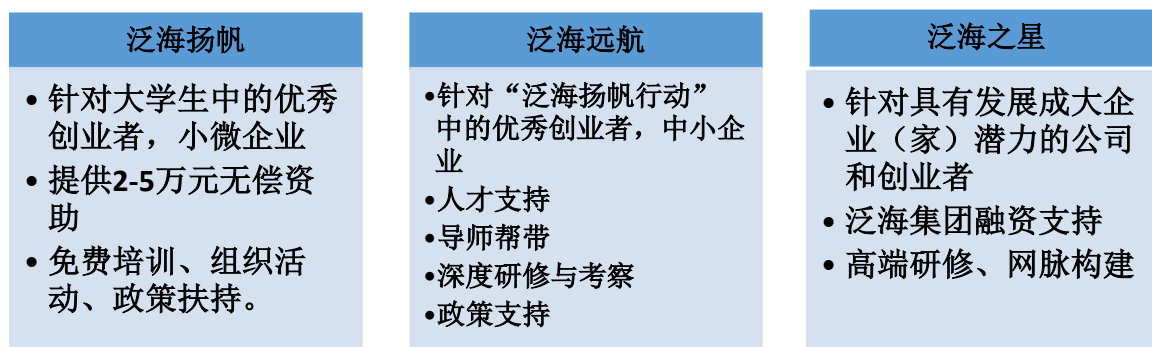 泛海扬帆
• 针对大学生中的优秀
创业者，小微企业
• 提供2-5万元无偿资
助
• 免费培训、组织活
动、政策扶持。
泛海远航
•针对“泛海扬帆行动”
中的优秀创业者，中小企
业
•人才支持
•导师帮带
•深度研修与考察
•政策支持
泛海之星
• 针对具有发展成大企
业（家）潜力的公司
和创业者
• 泛海集团融资支持
• 高端研修、网脉构建